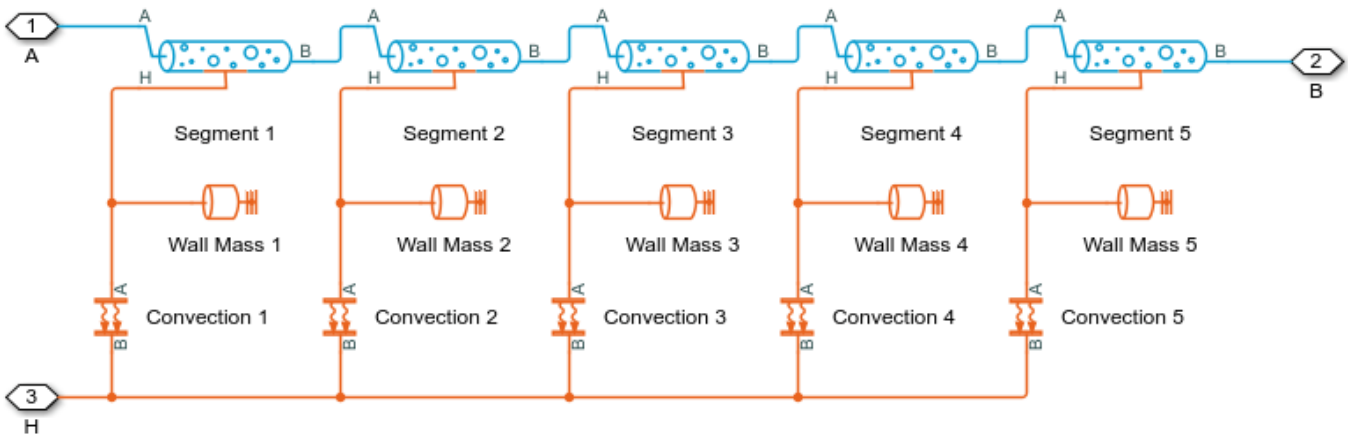 1
A
A
B
A
B
A
B
A
B
A
B
2
B
H
H
H
H
H
Segment 1
Segment 2
Segment 3
Segment 4
Segment 5
Wall Mass 1
Wall Mass 2
Wall Mass 3
Wall Mass 4
Wall Mass 5
A
A
A
A
A
Convection 1
Convection 2
Convection 3
Convection 4
Convection 5
B
B
B
B
B
3
H